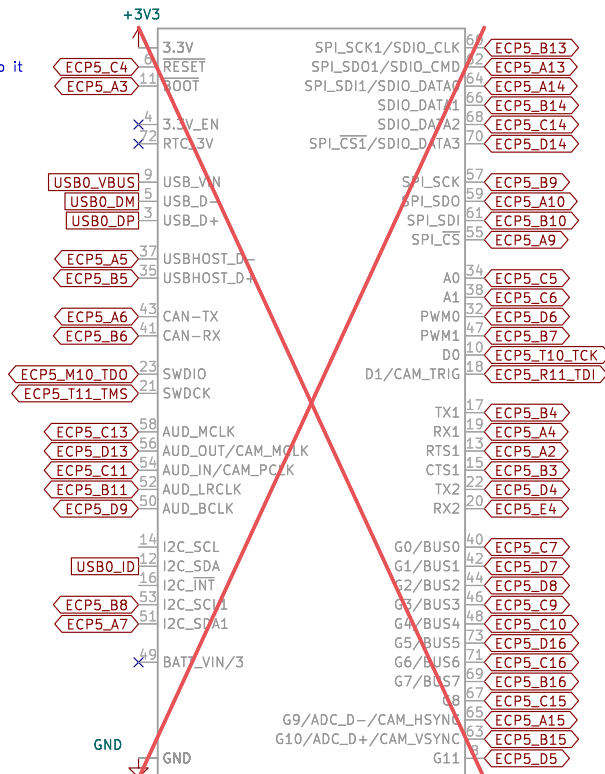 +3V3
p it
3.3V
ECP5_C4 6 RESET
ECP5_A3 11 BOOT
4 3.3V_EN
72 RTC_3V
USB0_VBUS 9 USB_VIN
USB0_DM 5 USB_D-
USB0_DP 3 USB_D+
ECP5_A5 37 USBHOST_D-
ECP5_B5 35 USBHOST_D+
ECP5_A6 43 CAN-TX
ECP5_B6 41 CAN-RX
ECP5_M10_TDO 23 SWDIO
ECP5_T11_TMS 21 SWDCK
ECP5_C13 58 AUD_MCLK
ECP5_D13 56 AUD_OUT/CAM_MCLK
ECP5_C11 54 AUD_IN/CAM_PCLK
ECP5_B11 52 AUD_LRCLK
ECP5_D9 50 AUD_BCLK
14 I2C_SCL
USB0_ID 12 I2C_SDA
16 I2C_INT
ECP5_B8 53 I2C_SCL1
ECP5_A7 51 I2C_SDA1
49 BATT_VIN/3
GND
GND
SPI_SCK1/SDIO_CLK 60 ECP5_B13
SPI_SDO1/SDIO_CMD 62 ECP5_A13
SPI_SDI1/SDIO_DATA0 64 ECP5_A14
SDIO_DATA1 66 ECP5_B14
SDIO_DATA2 68 ECP5_C14
SPI_CS1/SDIO_DATA3 70 ECP5_D14
SPI_SCK 57 ECP5_B9
SPI_SDO 59 ECP5_A10
SPI_SDI 61 ECP5_B10
SPI_CS 55 ECP5_A9
A0 34 ECP5_C5
A1 38 ECP5_C6
PWM0 32 ECP5_D6
PWM1 47 ECP5_B7
D0 10 ECP5_T10_TCK
D1/CAM_TRIG 18 ECP5_R11_TDI
TX1 17 ECP5_B4
RX1 19 ECP5_A4
RTS1 13 ECP5_A2
CTS1 15 ECP5_B3
TX2 22 ECP5_D4
RX2 20 ECP5_E4
G0/BUS0 40 ECP5_C7
G1/BUS1 42 ECP5_D7
G2/BUS2 44 ECP5_D8
G3/BUS3 46 ECP5_C9
G4/BUS4 48 ECP5_C10
G5/BUS5 73 ECP5_D16
G6/BUS6 71 ECP5_C16
G7/BUS7 69 ECP5_B16
G8 67 ECP5_C15
G9/ADC_D-/CAM_HSYNC 65 ECP5_A15
G10/ADC_D+/CAM_VSYNC 63 ECP5_B15
G11 8 ECP5_D5